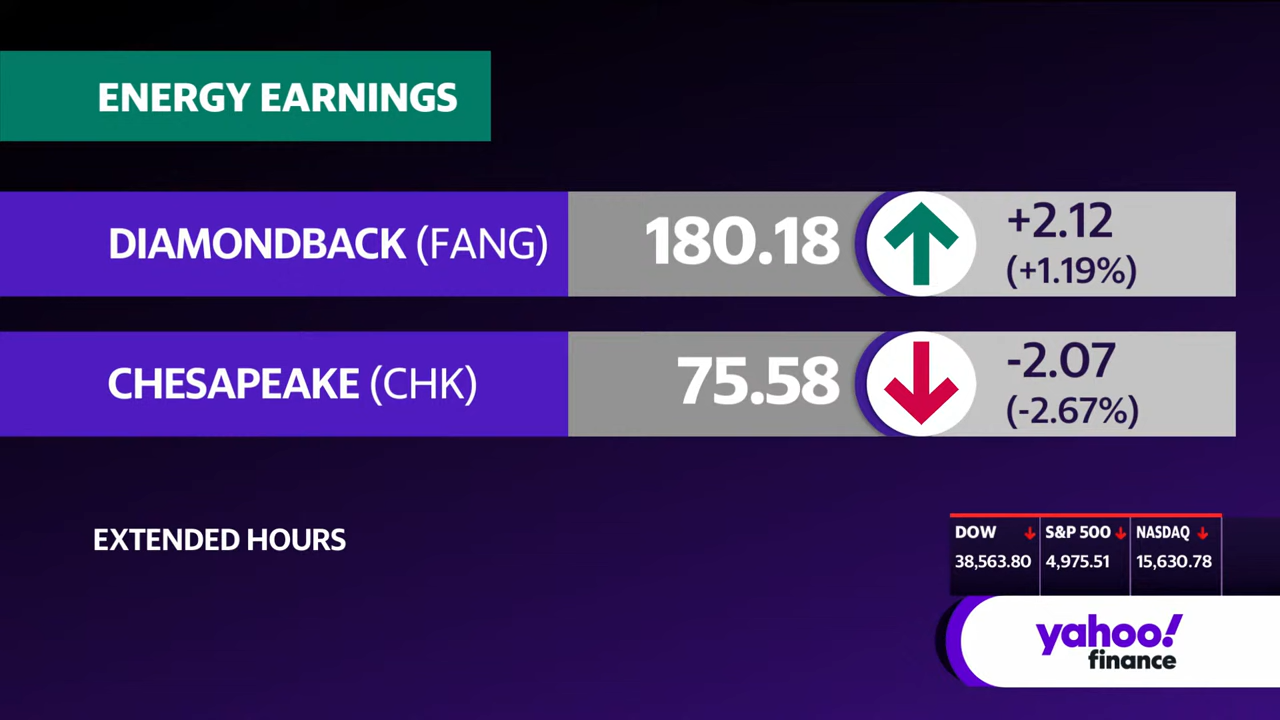 ENERGY EARNINGS
DIAMONDBACK (FANG) 180.18 +2.12
(+1.19%)
CHESAPEAKE (CHK) 75.58 -2.07
(-2.67%)
EXTENDED HOURS
DOW S&P 500 NASDAQ
38,563.80 4,975.51 15,630.78
yahoo!
finance